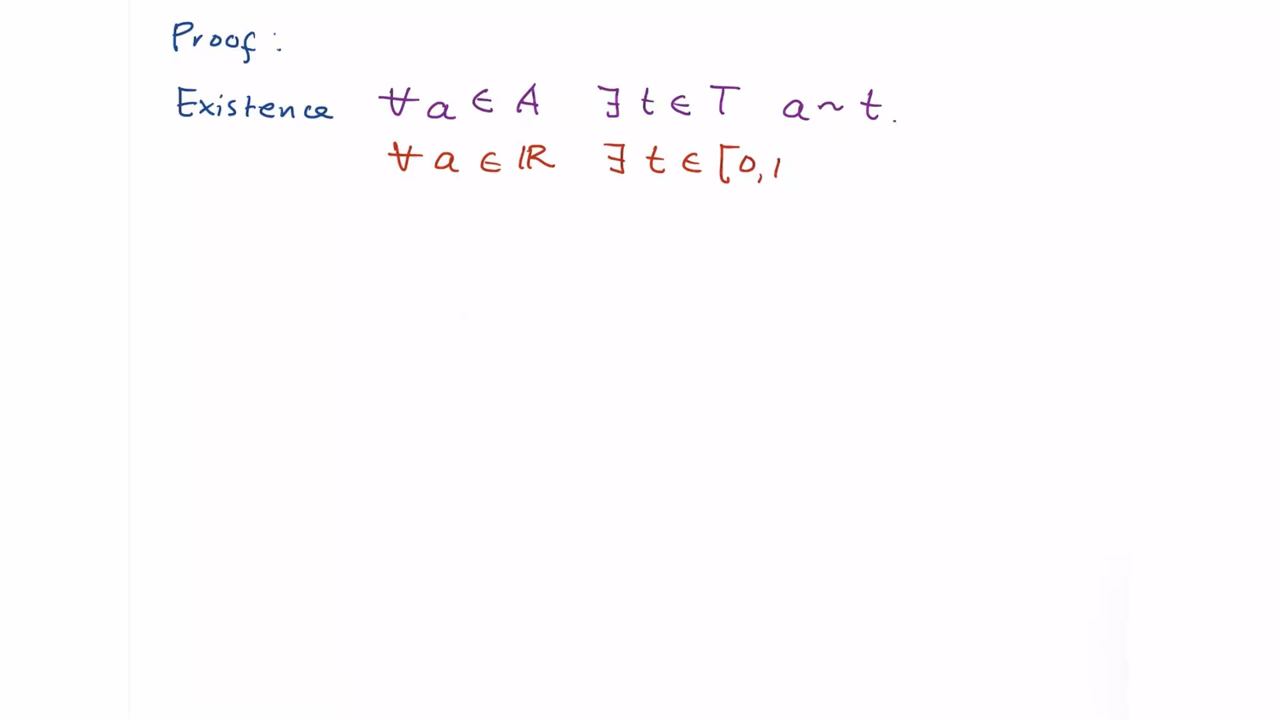 Proof:
Existence ∀ a ∈ A ∃ t ∈ T a ~ t.
∀ a ∈ ℝ ∃ t ∈ [0,1